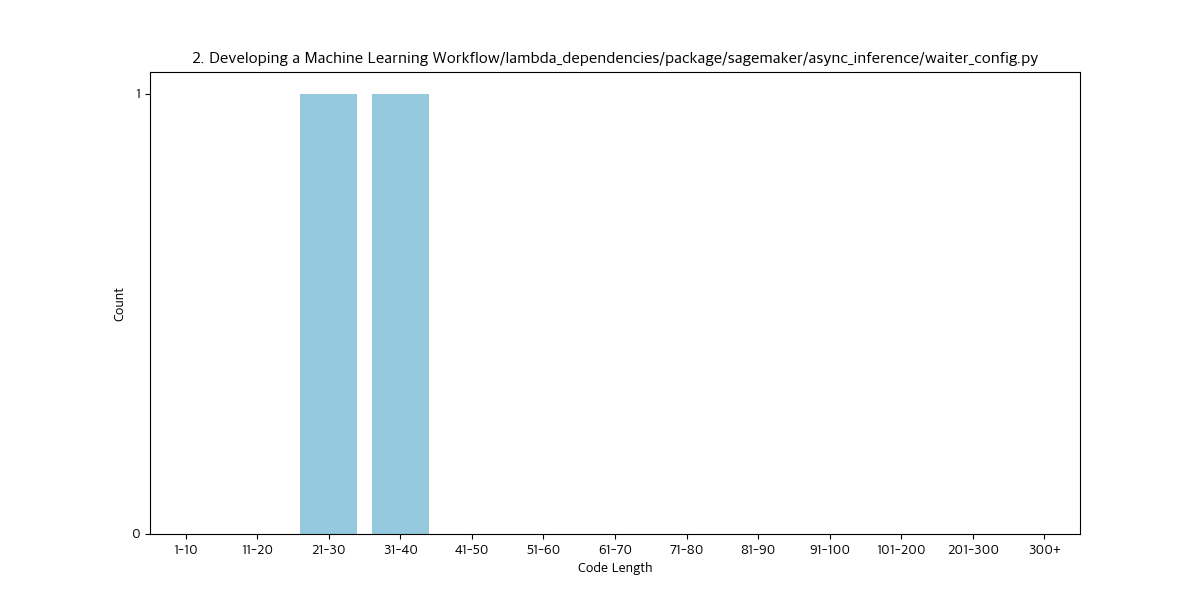 2. Developing a Machine Learning Workflow/lambda_dependencies/package/sagemaker/async_inference/waiter_config.py
1
Count
0
1-10 11-20 21-30 31-40 41-50 51-60 61-70 71-80 81-90 91-100 101-200 201-300 300+
Code Length